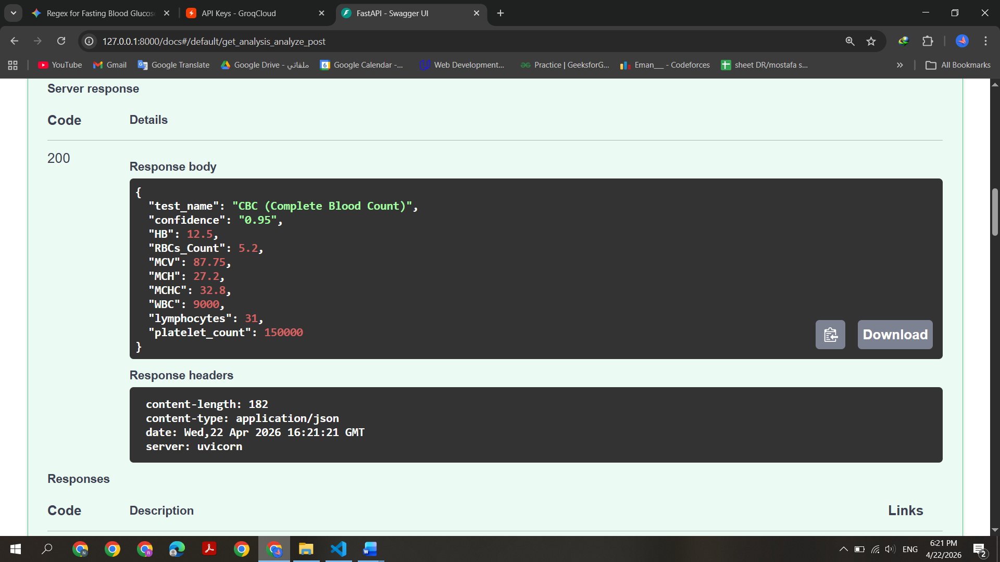 Regex for Fasting Blood Glucos
API Keys - GroqCloud
FastAPI - Swagger UI
127.0.0.1:8000/docs#/default/get_analysis_analyze_post
YouTube
Gmail
Google Translate
Google Drive - ملفاتي
Google Calendar -...
Web Development...
Practice | GeeksforG...
Eman___ - Codeforces
sheet DR/mostafa s...
All Bookmarks
Server response
Code Details
200
Response body
{
"test_name": "CBC (Complete Blood Count)",
"confidence": "0.95",
"HB": 12.5,
"RBCs_Count": 5.2,
"MCV": 87.75,
"MCH": 27.2,
"MCHC": 32.8,
"WBC": 9000,
"lymphocytes": 31,
"platelet_count": 150000
}
Download
Response headers
content-length: 182
content-type: application/json
date: Wed,22 Apr 2026 16:21:21 GMT
server: uvicorn
Responses
Code Description Links
ENG
6:21 PM
4/22/2026
2